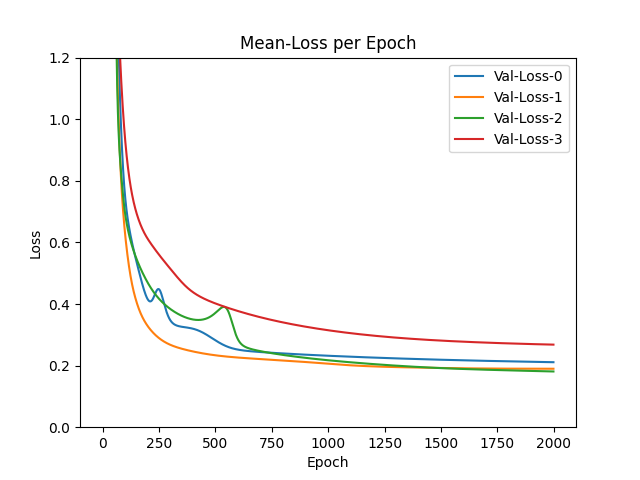 Mean-Loss per Epoch
1.2
1.0
0.8
0.6
0.4
0.2
0.0
Loss
Val-Loss-0
Val-Loss-1
Val-Loss-2
Val-Loss-3
0 250 500 750 1000 1250 1500 1750 2000
Epoch